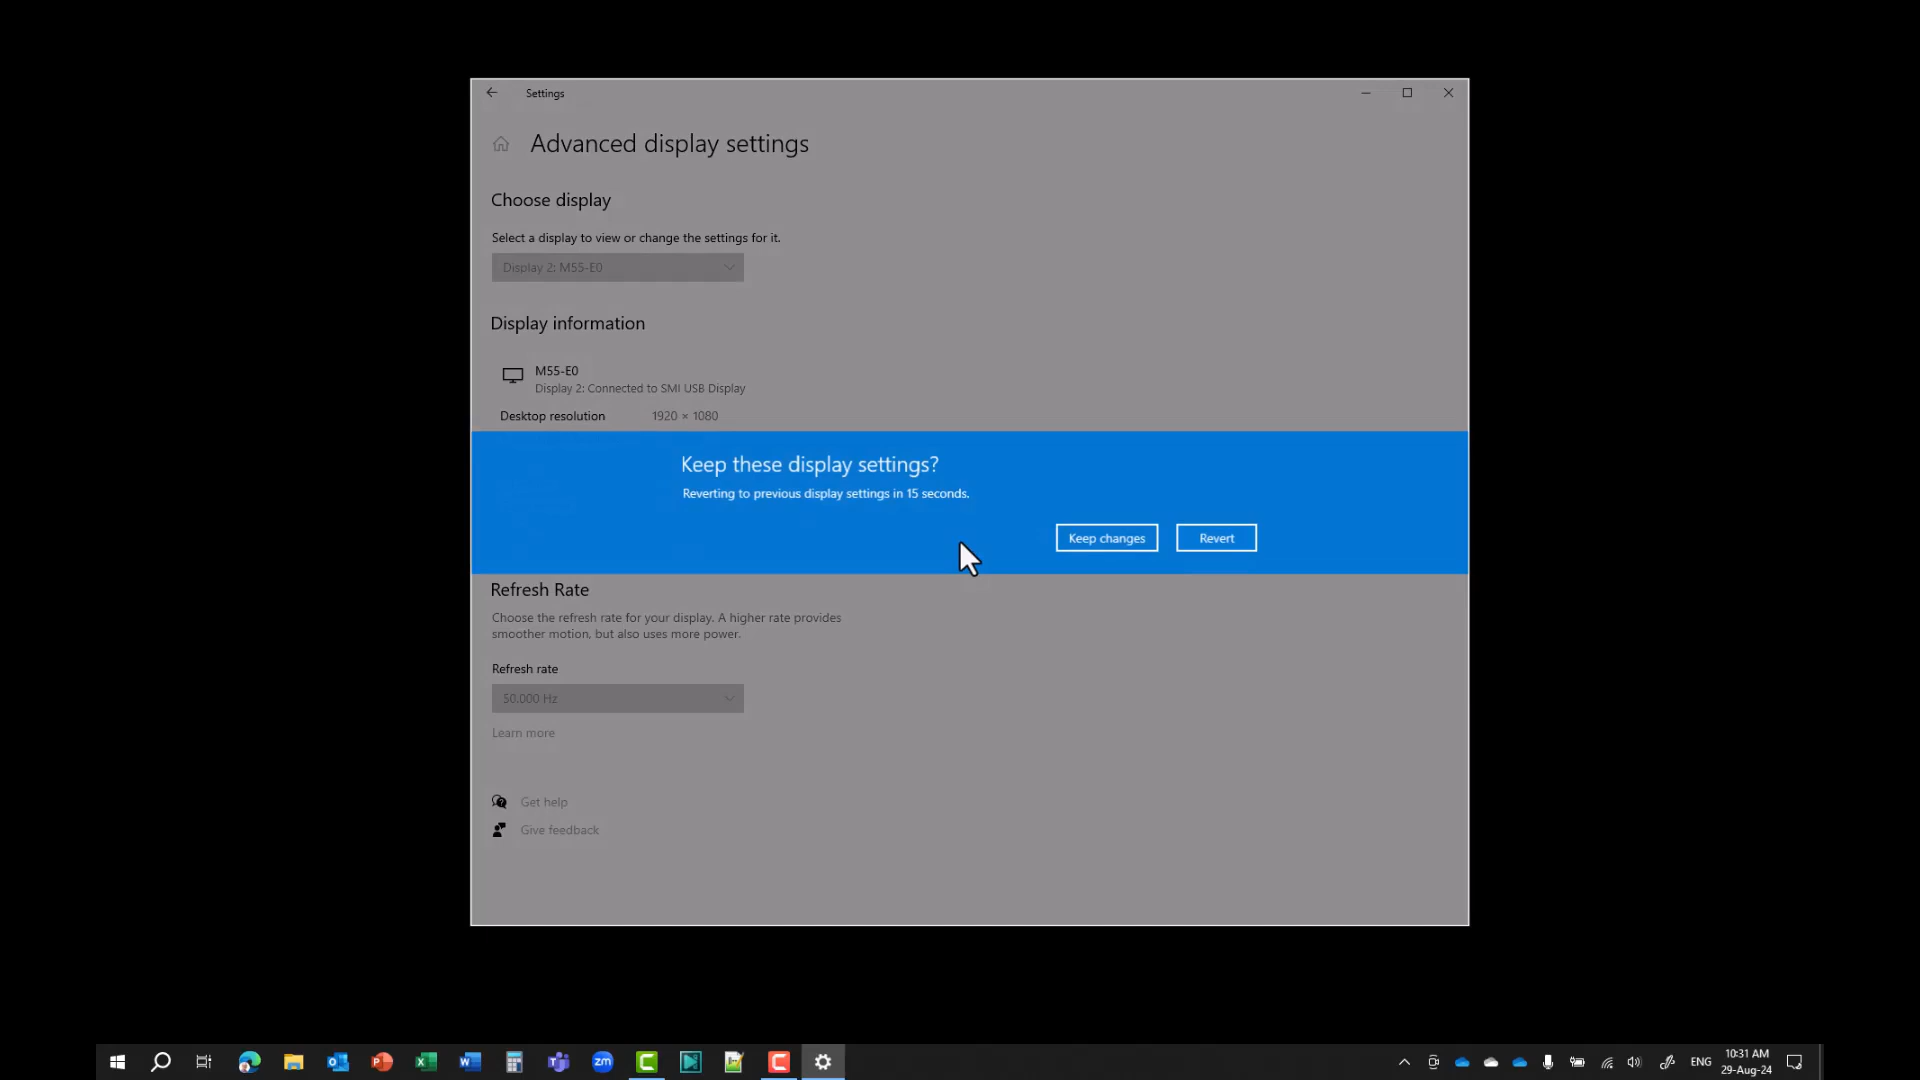 Settings
Advanced display settings
Choose display
Select a display to view or change the settings for it.
Display 2: M55-E0
Display information
M55-E0
Display 2: Connected to SMI USB Display
Desktop resolution 1920 × 1080
Keep these display settings?
Reverting to previous display settings in 15 seconds.
Keep changes Revert
Refresh Rate
Choose the refresh rate for your display. A higher rate provides
smoother motion, but also uses more power.
Refresh rate
50.000 Hz
Learn more
Get help
Give feedback
zm
ENG
10:31 AM
29-Aug-24